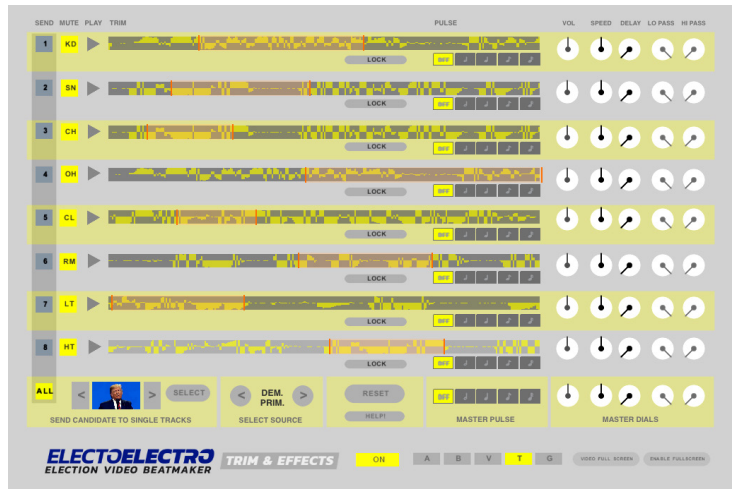 SEND MUTE PLAY TRIM PULSE VOL SPEED DELAY LO PASS HI PASS
1 KD
LOCK OFF
2 SN
LOCK OFF
3 CH
LOCK OFF
4 OH
LOCK OFF
5 CL
LOCK OFF
6 RM
LOCK OFF
7 LT
LOCK OFF
8 HT
LOCK OFF
ALL < > SELECT < DEM. PRIM. > RESET OFF
HELP!
SEND CANDIDATE TO SINGLE TRACKS SELECT SOURCE MASTER PULSE MASTER DIALS
ELECTOELECTRO
ELECTION VIDEO BEATMAKER
TRIM & EFFECTS ON A B V T G VIDEO FULL SCREEN ENABLE FULLSCREEN